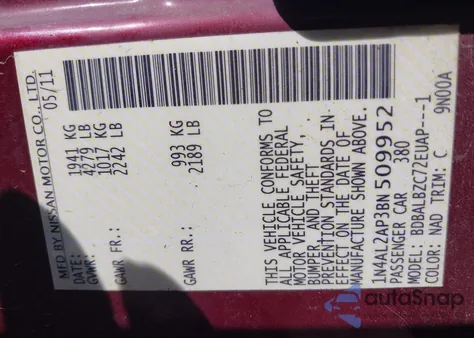 MFD BY NISSAN MOTOR CO., LTD.
DATE: 05/11
GVWR: 1941 KG
4279 LB
GAWR FR: 1017 KG
2242 LB
GAWR RR: 993 KG
2189 LB
THIS VEHICLE CONFORMS TO
ALL APPLICABLE FEDERAL
MOTOR VEHICLE SAFETY,
BUMPER, AND THEFT
PREVENTION STANDARDS IN
EFFECT ON THE DATE OF
MANUFACTURE SHOWN ABOVE.
1N4AL2AP3BN509952
PASSENGER CAR 380
MODEL: BDBALBZC72EUAP---1
COLOR: NAD TRIM: C 9N00A
autoSnap